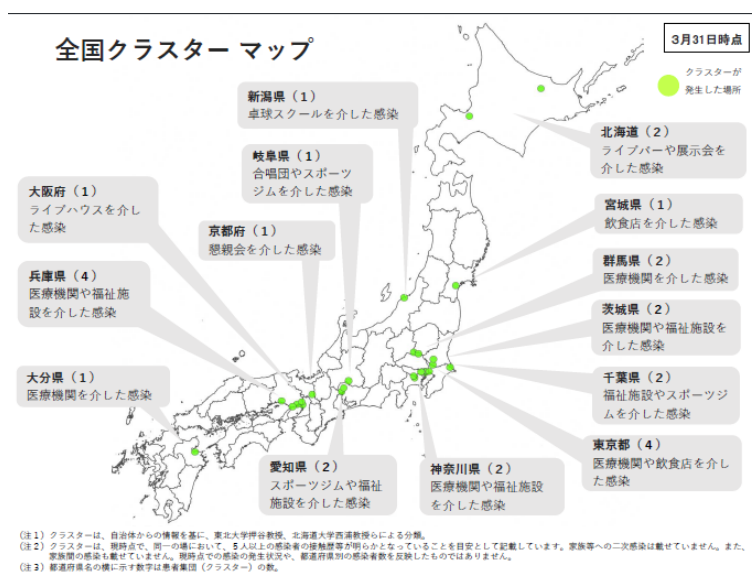 全国クラスター マップ
3月31日時点
クラスターが
発生した場所
新潟県（1）
卓球スクールを介した感染
北海道（2）
ライブバーや展示会を
介した感染
岐阜県（1）
合唱団やスポーツ
ジムを介した感染
大阪府（1）
ライブハウスを介し
た感染
宮城県（1）
飲食店を介した感染
京都府（1）
懇親会を介した感染
群馬県（2）
医療機関を介した感染
兵庫県（4）
医療機関や福祉施
設を介した感染
茨城県（2）
医療機関や福祉施設を
介した感染
大分県（1）
医療機関を介した感染
千葉県（2）
福祉施設やスポーツジ
ムを介した感染
東京都（4）
医療機関や飲食店を介し
た感染
愛知県（2）
スポーツジムや福祉
施設を介した感染
神奈川県（2）
医療機関や福祉施設
を介した感染
（注１）クラスターは、自治体からの情報を基に、東北大学押谷教授、北海道大学西浦教授らによる分類。
（注２）クラスターは、現時点で、同一の場において、５人以上の感染者の接触歴等が明らかとなっていることを目安として記載しています。家族等への二次感染は載せていません。また、
家族間の感染も載せていません。現時点での感染の発生状況や、都道府県別の感染者数を反映したものではありません。
（注３）都道府県名の横に示す数字は患者集団（クラスター）の数。